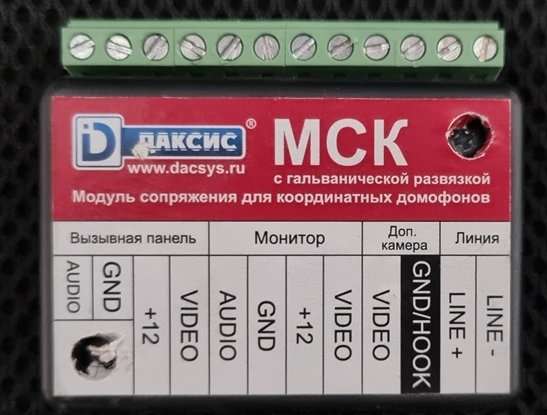 ДАКСИС®
www.dacsys.ru
МСК
с гальванической развязкой
Модуль сопряжения для координатных домофонов
Вызывная панель
Монитор
Доп.
камера
Линия
AUDIO
GND
+12
VIDEO
AUDIO
GND
+12
VIDEO
VIDEO
GND/HOOK
LINE +
LINE -